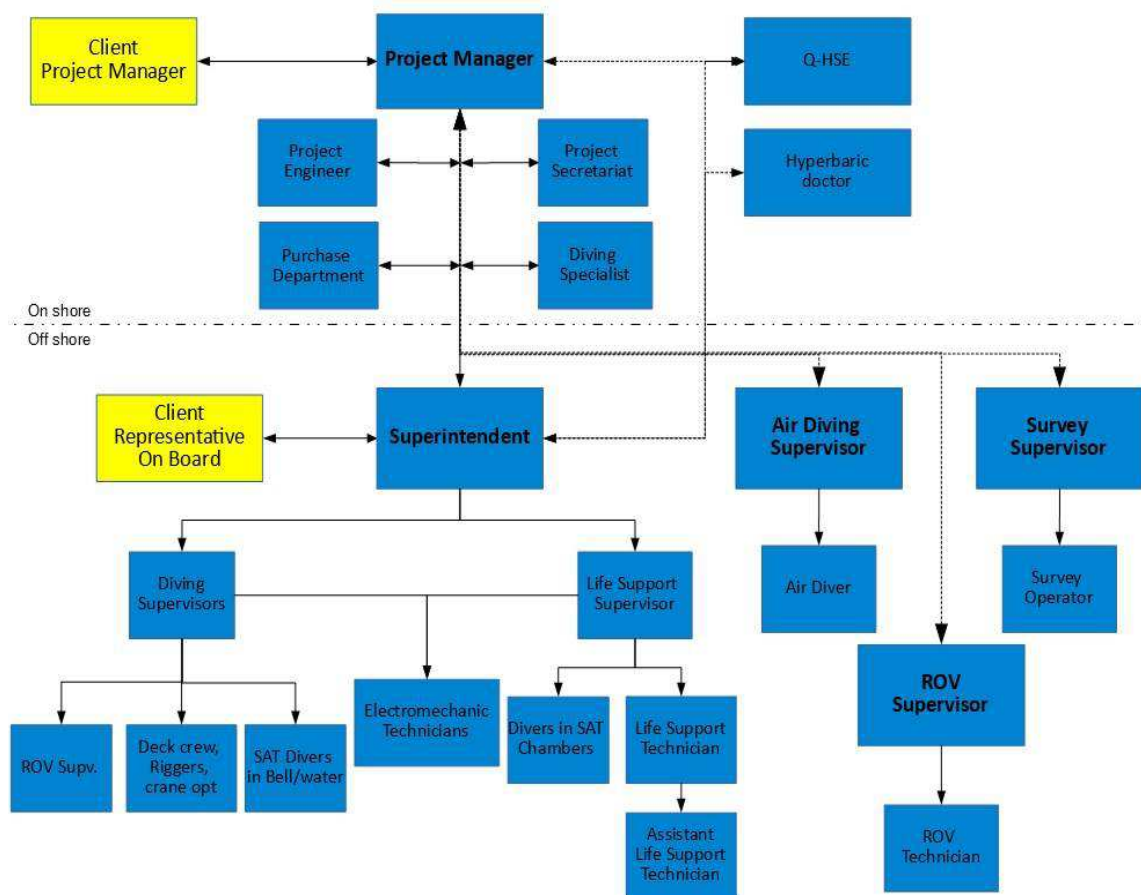 Client
Project Manager
Project Manager
Q-HSE
Project
Engineer
Project
Secretariat
Hyperbaric
doctor
Purchase
Department
Diving
Specialist
On shore
Off shore
Client
Representative
On Board
Superintendent
Air Diving
Supervisor
Survey
Supervisor
Diving
Supervisors
Life Support
Supervisor
Air Diver
Survey
Operator
ROV
Supervisor
ROV Supv.
Deck crew,
Riggers,
crane opt
SAT Divers
in Bell/water
Electromechanic
Technicians
Divers in SAT
Chambers
Life Support
Technician
Assistant
Life Support
Technician
ROV
Technician